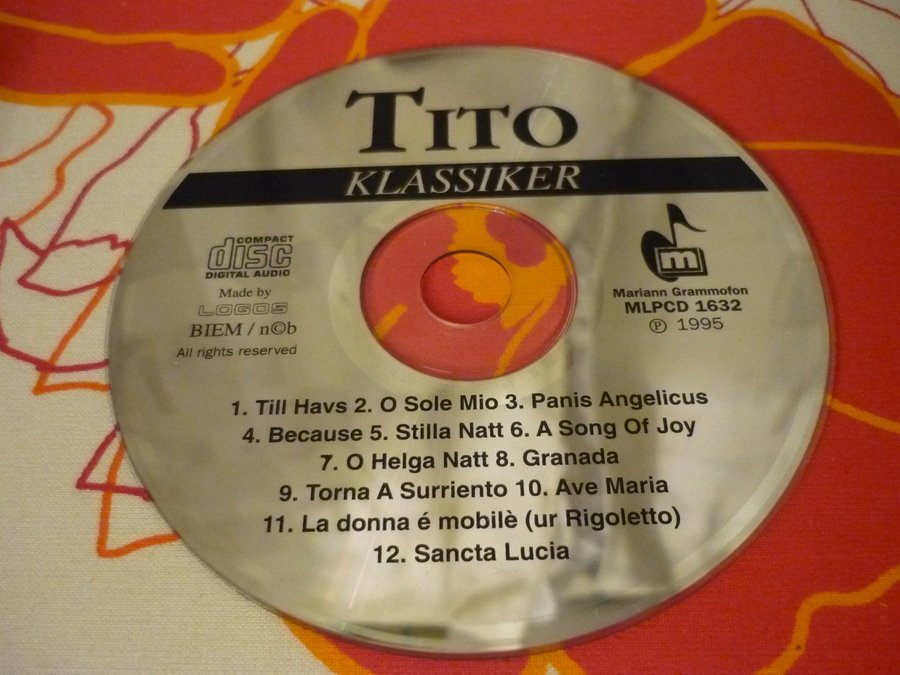 TITO
KLASSIKER
COMPACT
disc
DIGITAL AUDIO
Made by
LOGOS
BIEM / n©b
All rights reserved
m
Mariann Grammofon
MLPCD 1632
℗ 1995
1. Till Havs 2. O Sole Mio 3. Panis Angelicus
4. Because 5. Stilla Natt 6. A Song Of Joy
7. O Helga Natt 8. Granada
9. Torna A Surriento 10. Ave Maria
11. La donna é mobilè (ur Rigoletto)
12. Sancta Lucia